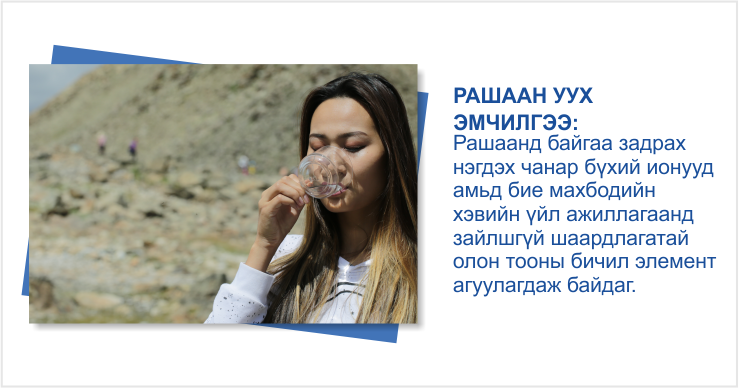 РАШААН УУХ
ЭМЧИЛГЭЭ:
Рашаанд байгаа задрах
нэгдэх чанар бүхий ионууд
амьд бие махбодийн
хэвийн үйл ажиллагаанд
зайлшгүй шаардлагатай
олон тооны бичил элемент
агуулагдаж байдаг.